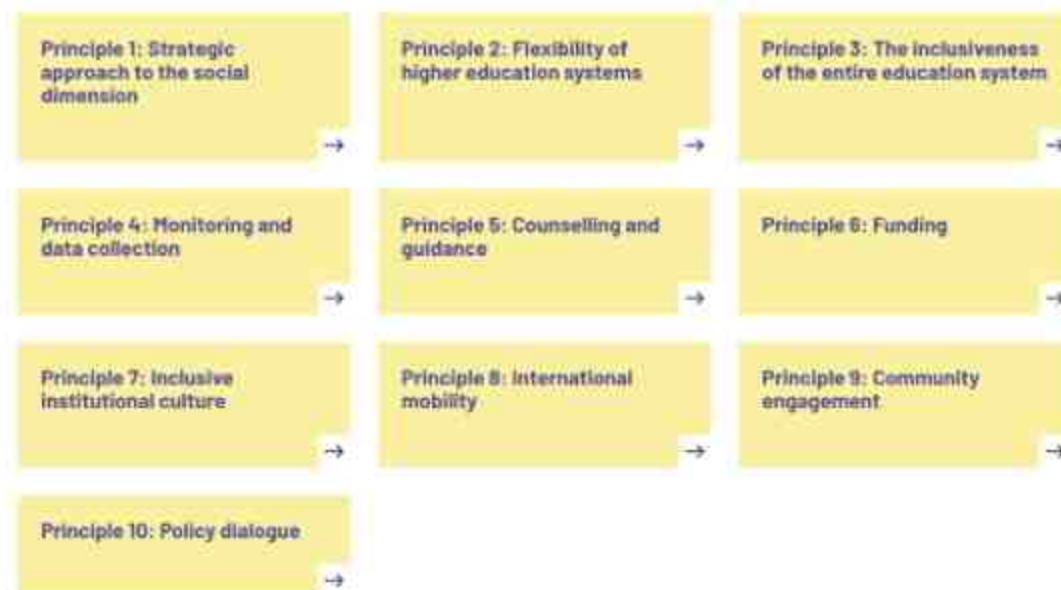 Principle 1: Strategic
approach to the social
dimension
Principle 2: Flexibility of
higher education systems
Principle 3: The inclusiveness
of the entire education system
Principle 4: Monitoring and
data collection
Principle 5: Counselling and
guidance
Principle 6: Funding
Principle 7: Inclusive
institutional culture
Principle 8: International
mobility
Principle 9: Community
engagement
Principle 10: Policy dialogue